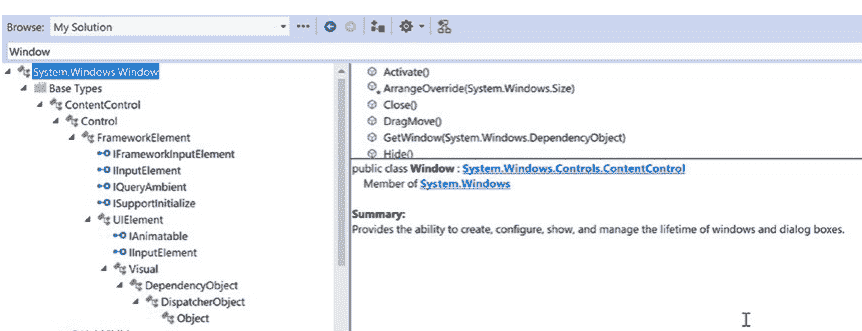 Browse: My Solution
Window
System.Windows.Window
Base Types
ContentControl
Control
FrameworkElement
IFrameworkInputElement
IInputElement
IQueryAmbient
ISupportInitialize
UIElement
IAnimatable
IInputElement
Visual
DependencyObject
DispatcherObject
Object
Activate()
ArrangeOverride(System.Windows.Size)
Close()
DragMove()
GetWindow(System.Windows.DependencyObject)
Hide()
public class Window : System.Windows.Controls.ContentControl
Member of System.Windows
Summary:
Provides the ability to create, configure, show, and manage the lifetime of windows and dialog boxes.